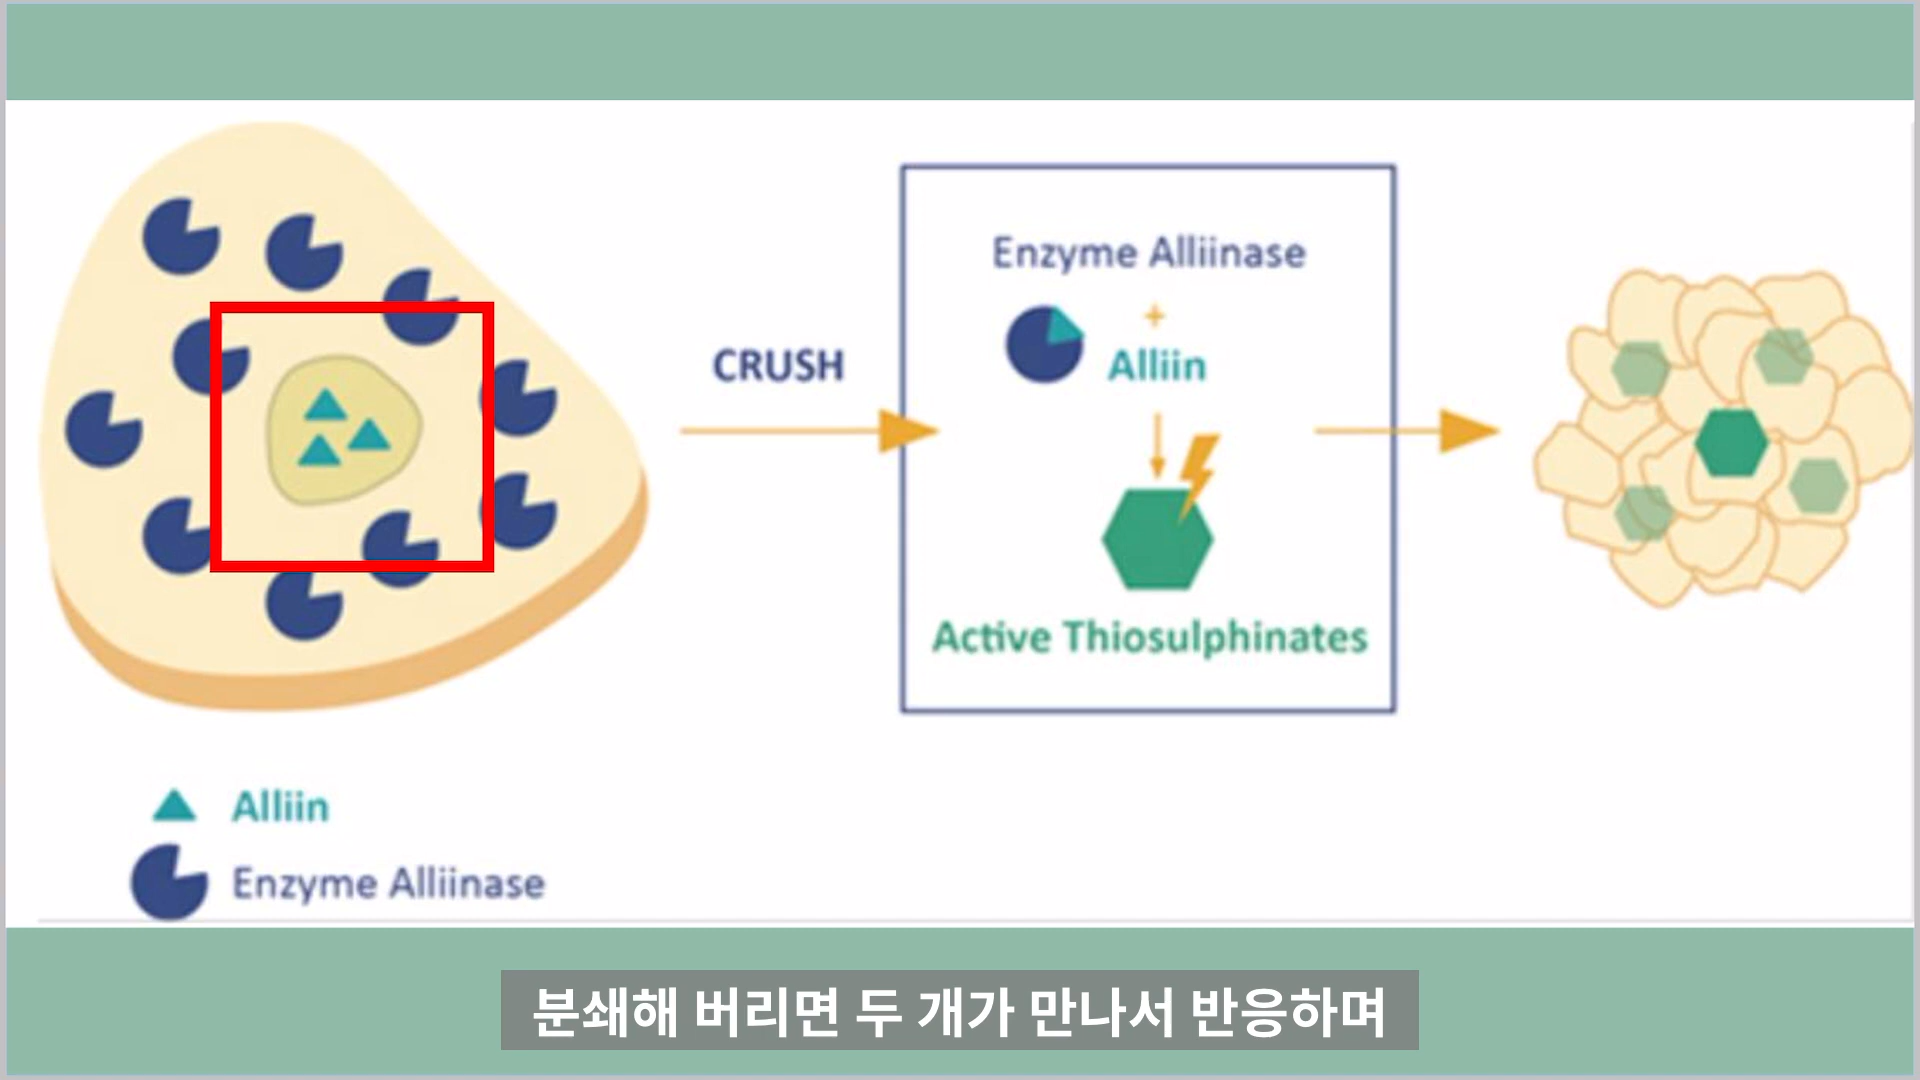 CRUSH
Enzyme Alliinase
+
Alliin
Active Thiosulphinates
Alliin
Enzyme Alliinase
분쇄해 버리면 두 개가 만나서 반응하며